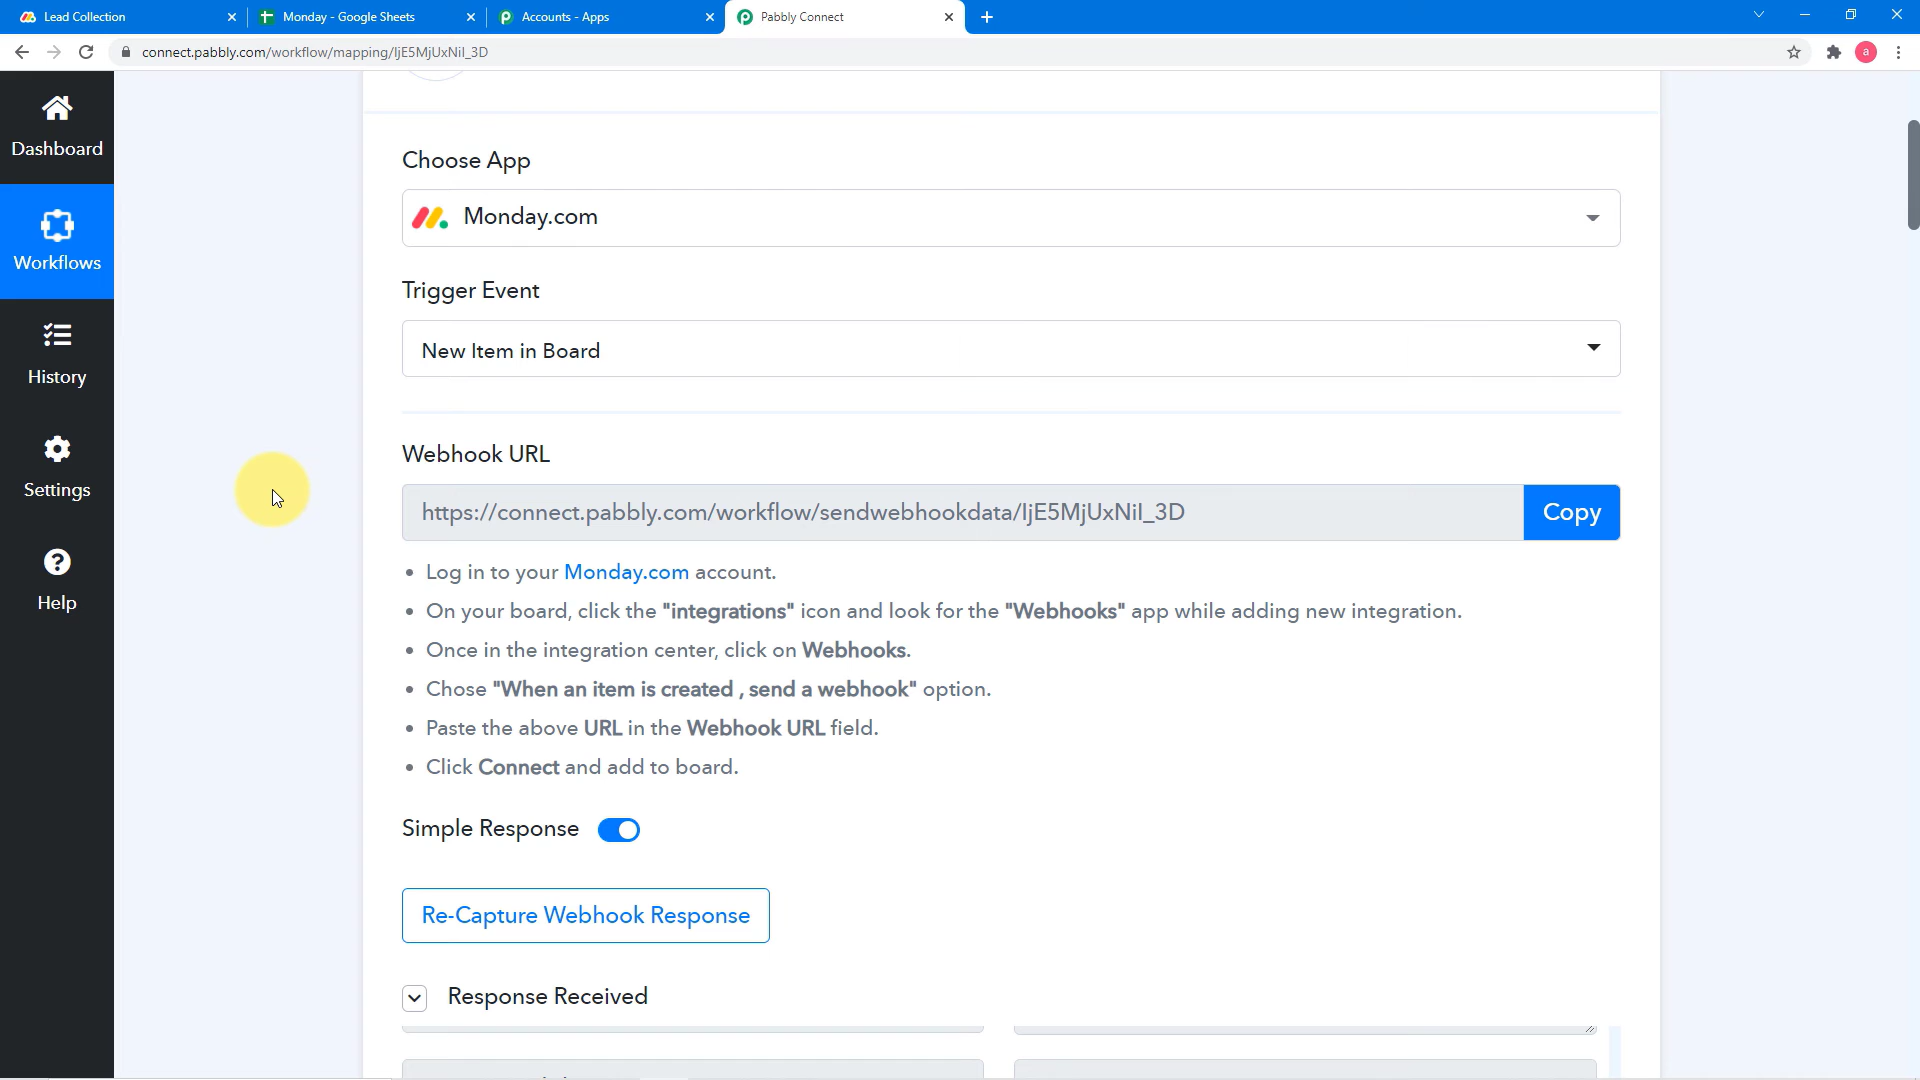 Lead Collection
Monday - Google Sheets
Accounts - Apps
Pabbly Connect
connect.pabbly.com/workflow/mapping/IjE5MjUxNiI_3D
a
Dashboard
Workflows
History
Settings
Help
Choose App
Monday.com
Trigger Event
New Item in Board
Webhook URL
https://connect.pabbly.com/workflow/sendwebhookdata/IjE5MjUxNiI_3D
Copy
• Log in to your Monday.com account.
• On your board, click the "integrations" icon and look for the "Webhooks" app while adding new integration.
• Once in the integration center, click on Webhooks.
• Chose "When an item is created , send a webhook" option.
• Paste the above URL in the Webhook URL field.
• Click Connect and add to board.
Simple Response
Re-Capture Webhook Response
Response Received